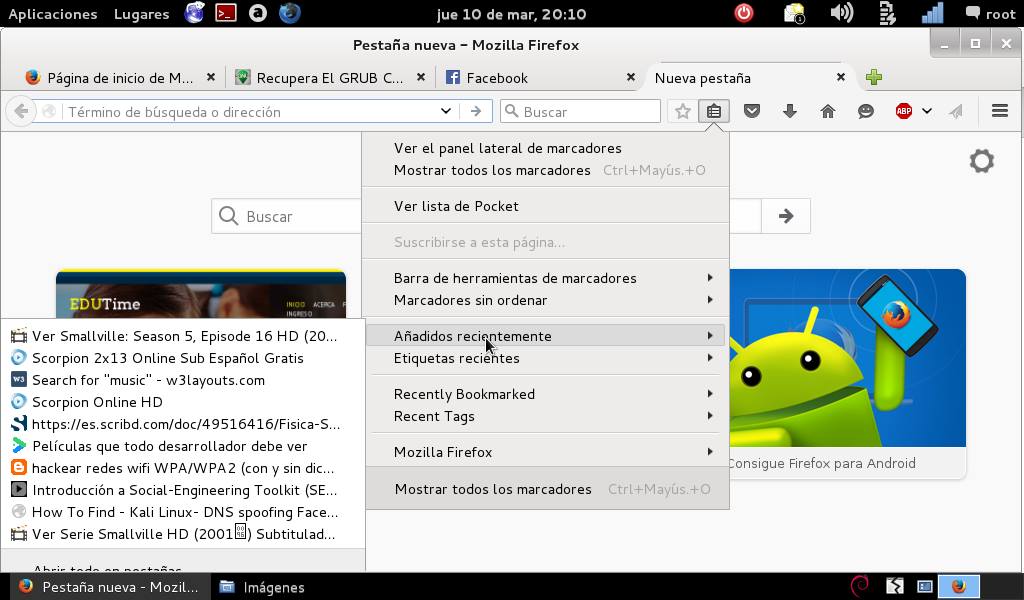 Aplicaciones Lugares jue 10 de mar, 20:10 root
Pestaña nueva - Mozilla Firefox
Página de inicio de M... Recupera El GRUB C... Facebook Nueva pestaña
Término de búsqueda o dirección Buscar ABP
Ver el panel lateral de marcadores
Mostrar todos los marcadores Ctrl+Mayús.+O
Ver lista de Pocket
Buscar
Suscribirse a esta página...
Barra de herramientas de marcadores
Marcadores sin ordenar
EDUTime INICIO ACERCA
INGRESO
Añadidos recientemente
Etiquetas recientes
Recently Bookmarked
Recent Tags
Mozilla Firefox
Mostrar todos los marcadores Ctrl+Mayús.+O
Ver Smallville: Season 5, Episode 16 HD (20...
Scorpion 2x13 Online Sub Español Gratis
W3 Search for "music" - w3layouts.com
Scorpion Online HD
https://es.scribd.com/doc/49516416/Fisica-S...
Películas que todo desarrollador debe ver
hackear redes wifi WPA/WPA2 (con y sin dic...
Introducción a Social-Engineering Toolkit (SE...
How To Find - Kali Linux- DNS spoofing Face...
Ver Serie Smallville HD (2001) Subtitulad...
Abrir todo en pestañas
Consigue Firefox para Android
Pestaña nueva - Mozil... Imágenes